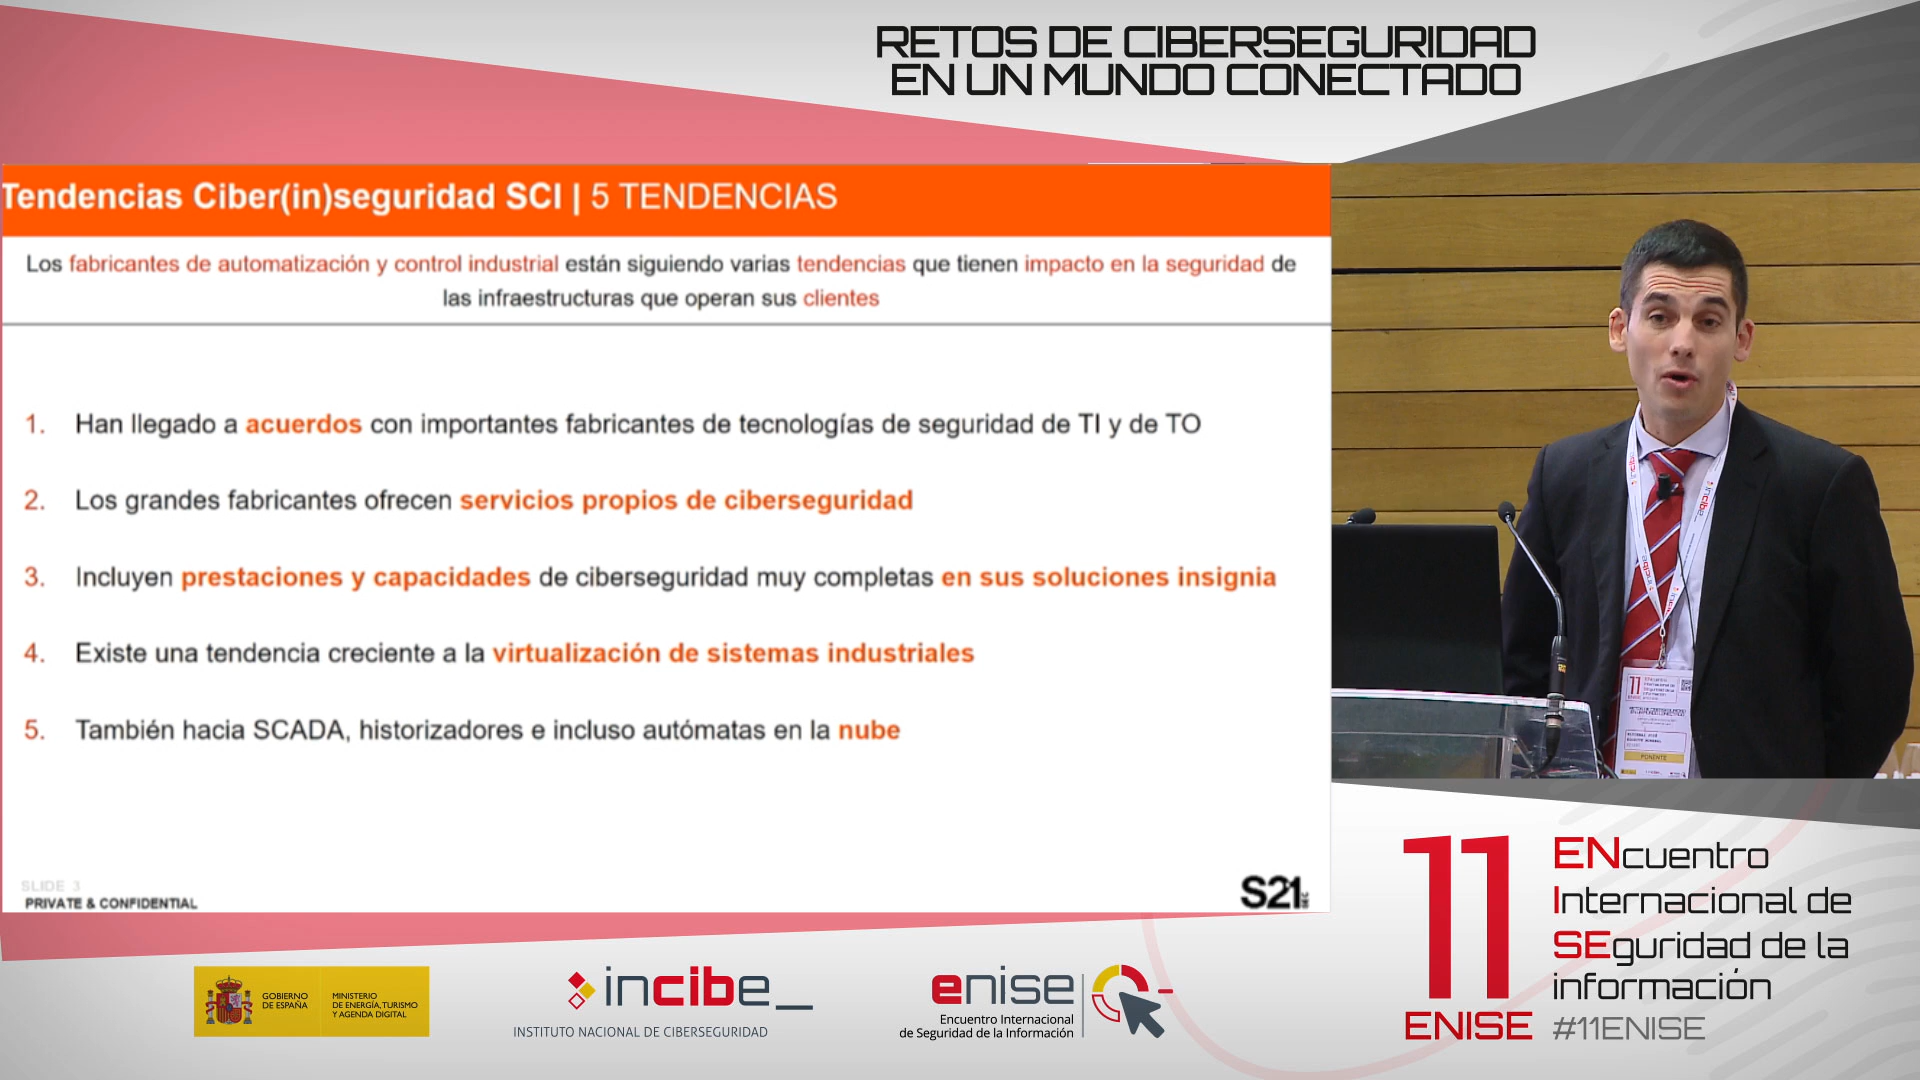 RETOS DE CIBERSEGURIDAD
EN UN MUNDO CONECTADO
Tendencias Ciber(in)seguridad SCI | 5 TENDENCIAS
Los fabricantes de automatización y control industrial están siguiendo varias tendencias que tienen impacto en la seguridad de
las infraestructuras que operan sus clientes
1. Han llegado a acuerdos con importantes fabricantes de tecnologías de seguridad de TI y de TO
2. Los grandes fabricantes ofrecen servicios propios de ciberseguridad
3. Incluyen prestaciones y capacidades de ciberseguridad muy completas en sus soluciones insignia
4. Existe una tendencia creciente a la virtualización de sistemas industriales
5. También hacia SCADA, historizadores e incluso autómatas en la nube
SLIDE 3
PRIVATE & CONFIDENTIAL
S21
SEC
incibe_
incibe_
11
ENISE
PONENTE
GOBIERNO
DE ESPAÑA
MINISTERIO
DE ENERGÍA, TURISMO
Y AGENDA DIGITAL
incibe_
INSTITUTO NACIONAL DE CIBERSEGURIDAD
enise
Encuentro Internacional
de Seguridad de la Información
11
ENISE
ENcuentro
Internacional de
SEguridad de la
información
#11ENISE